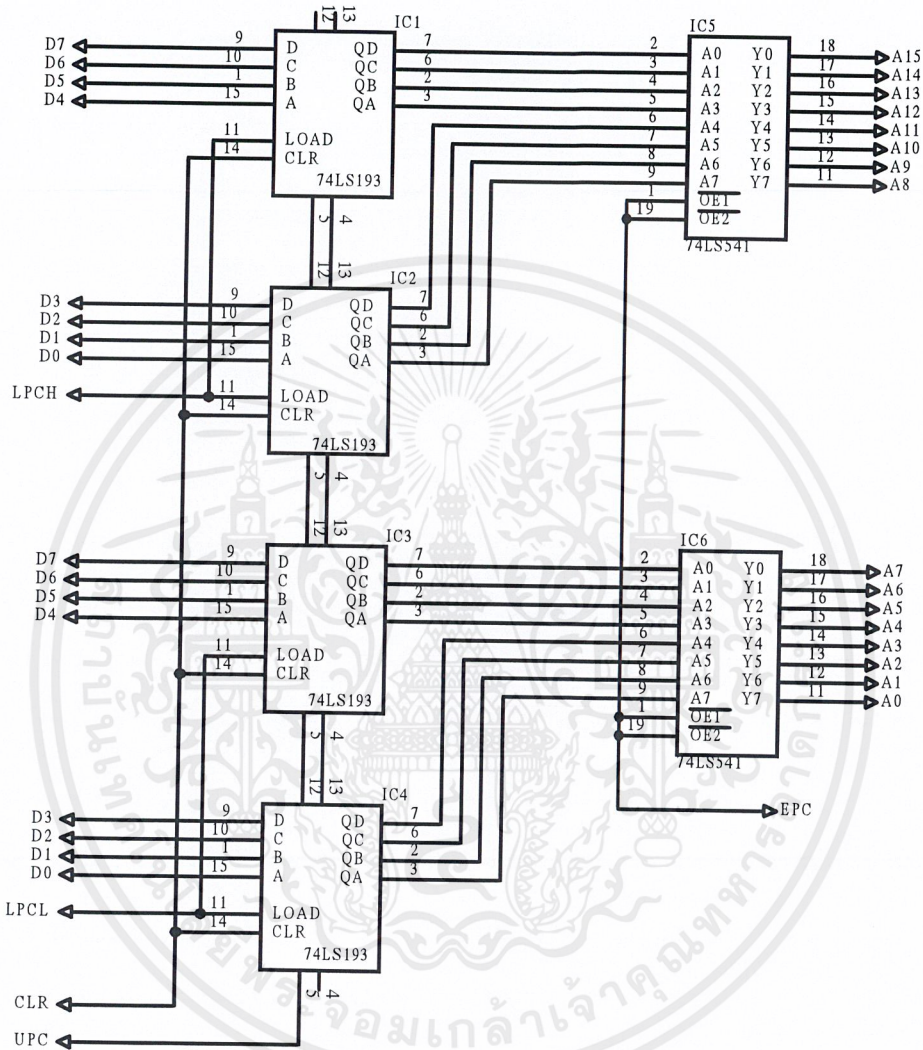 12 13 IC1
D7 9 D QD 7
D6 10 C QC 6
D5 1 B QB 2
D4 15 A QA 3
11 LOAD
14 CLR
74LS193
5 4
IC5
2 A0 Y0 18 A15
3 A1 Y1 17 A14
4 A2 Y2 16 A13
5 A3 Y3 15 A12
6 A4 Y4 14 A11
7 A5 Y5 13 A10
8 A6 Y6 12 A9
9 A7 Y7 11 A8
1 OE1
19 OE2
74LS541
12 13 IC2
D3 9 D QD 7
D2 10 C QC 6
D1 1 B QB 2
D0 15 A QA 3
LPCH 11 LOAD
14 CLR
74LS193
5 4
12 13 IC3
D7 9 D QD 7
D6 10 C QC 6
D5 1 B QB 2
D4 15 A QA 3
11 LOAD
14 CLR
74LS193
5 4
IC6
2 A0 Y0 18 A7
3 A1 Y1 17 A6
4 A2 Y2 16 A5
5 A3 Y3 15 A4
6 A4 Y4 14 A3
7 A5 Y5 13 A2
8 A6 Y6 12 A1
9 A7 Y7 11 A0
1 OE1
19 OE2
74LS541
EPC
12 13 IC4
D3 9 D QD 7
D2 10 C QC 6
D1 1 B QB 2
D0 15 A QA 3
LPCL 11 LOAD
14 CLR
74LS193
5 4
CLR
UPC